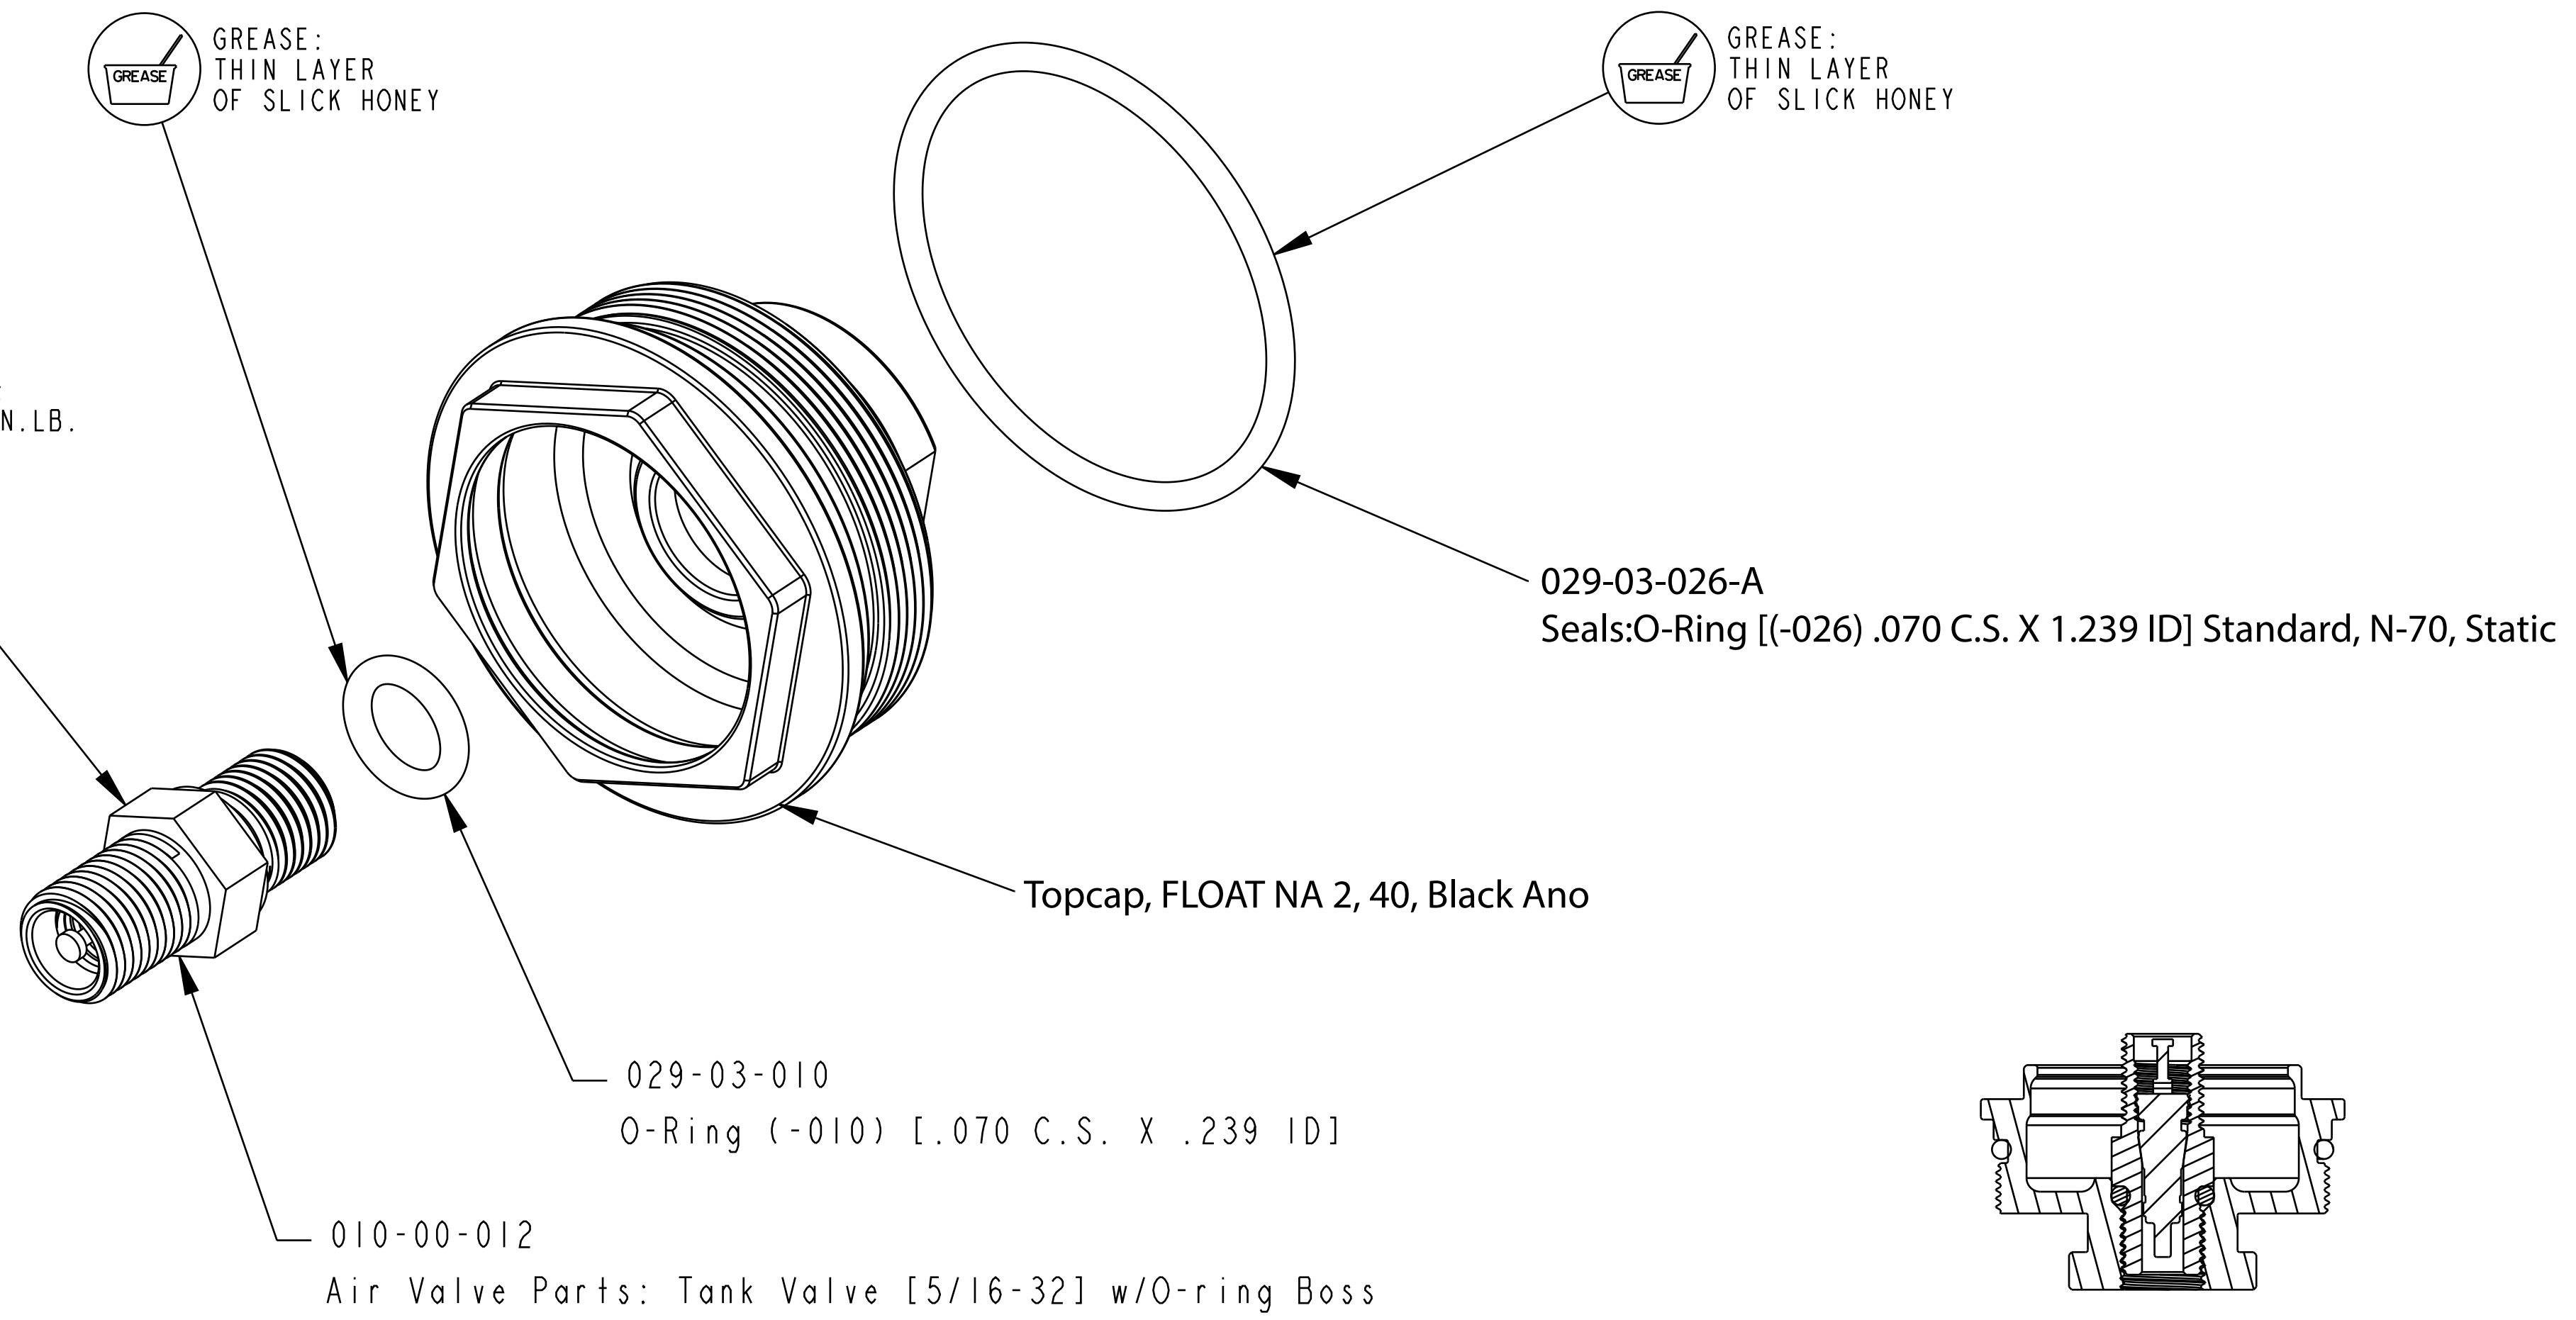 GREASE
GREASE:
THIN LAYER
OF SLICK HONEY
GREASE
GREASE:
THIN LAYER
OF SLICK HONEY
N.LB.
029-03-026-A
Seals:O-Ring [(-026) .070 C.S. X 1.239 ID] Standard, N-70, Static
Topcap, FLOAT NA 2, 40, Black Ano
029-03-010
O-Ring (-010) [.070 C.S. X .239 ID]
010-00-012
Air Valve Parts: Tank Valve [5/16-32] w/O-ring Boss